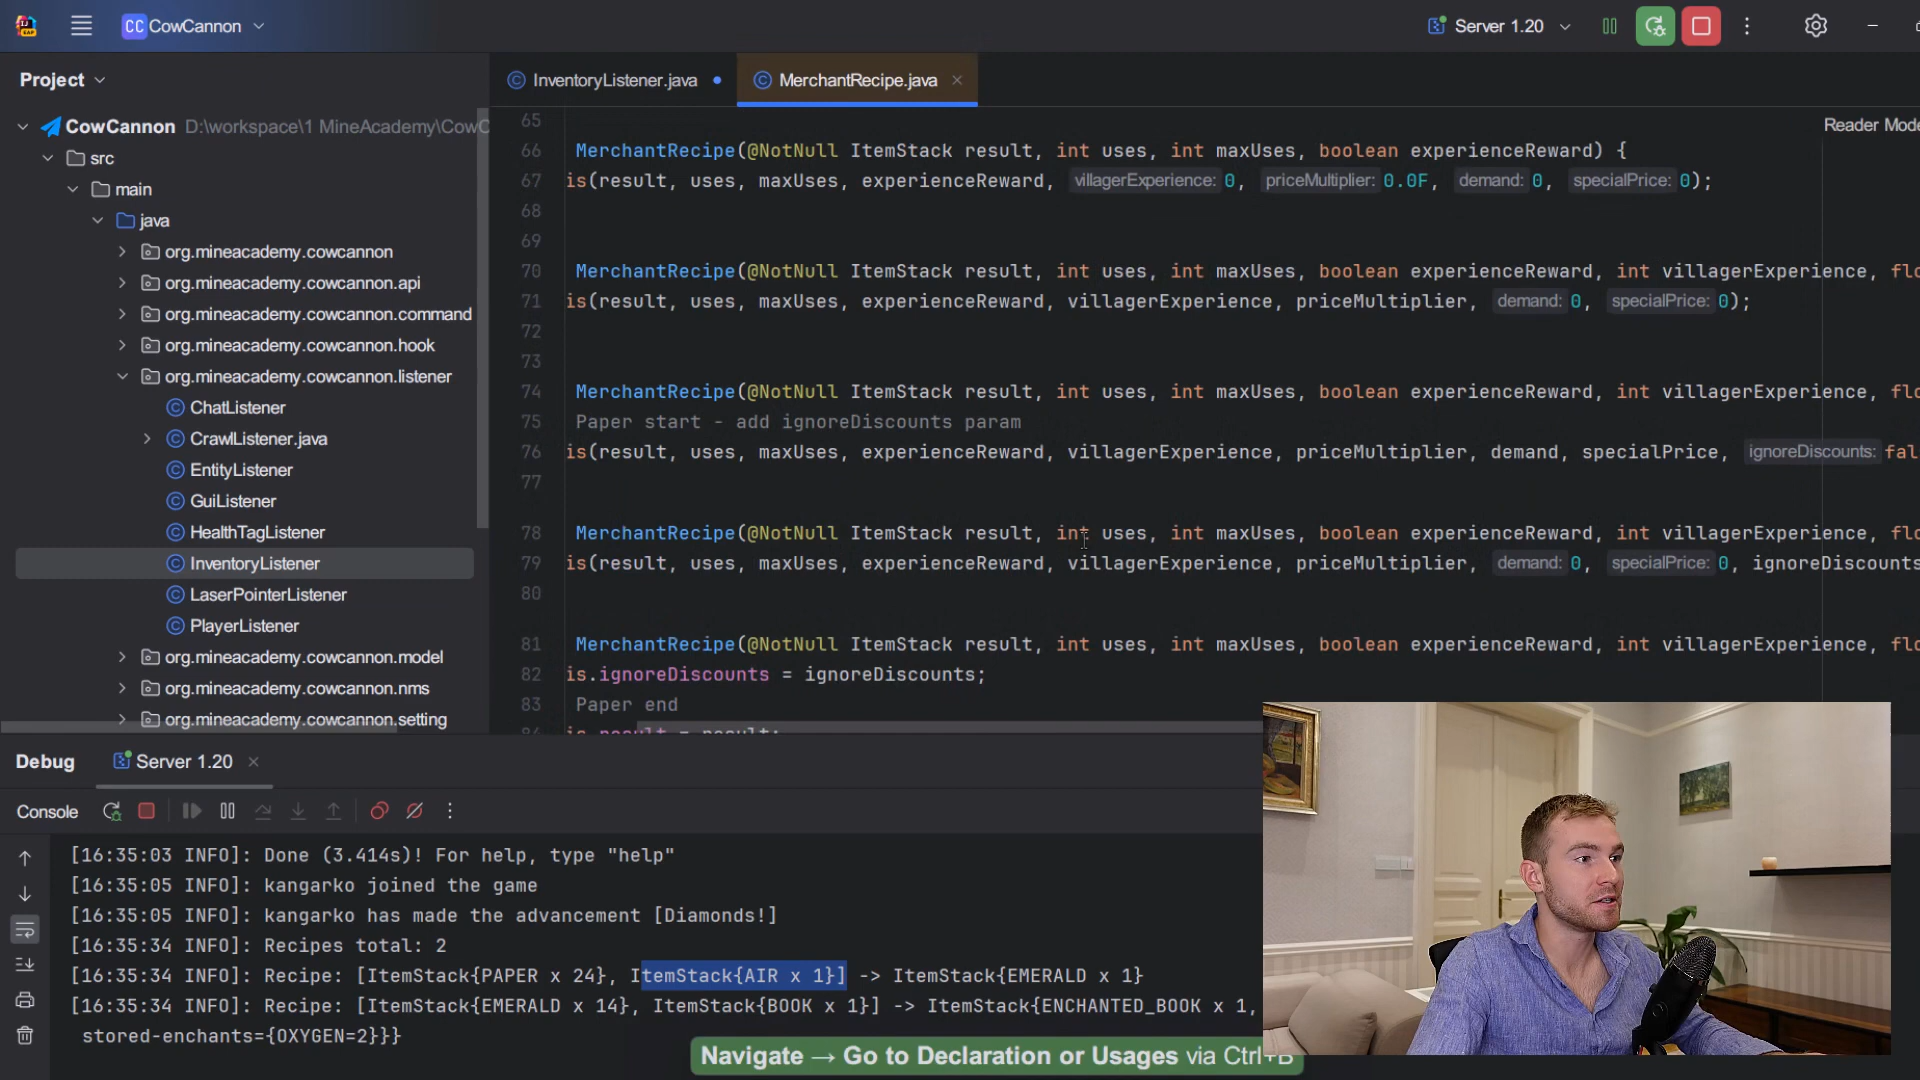 CC CowCannon
Server 1.20
Project
InventoryListener.java
MerchantRecipe.java
Reader Mode
CowCannon D:\workspace\1 MineAcademy\CowC
src
main
java
org.mineacademy.cowcannon
org.mineacademy.cowcannon.api
org.mineacademy.cowcannon.command
org.mineacademy.cowcannon.hook
org.mineacademy.cowcannon.listener
ChatListener
CrawlListener.java
EntityListener
GuiListener
HealthTagListener
InventoryListener
LaserPointerListener
PlayerListener
org.mineacademy.cowcannon.model
org.mineacademy.cowcannon.nms
org.mineacademy.cowcannon.setting
65
66 MerchantRecipe(@NotNull ItemStack result, int uses, int maxUses, boolean experienceReward) {
67 is(result, uses, maxUses, experienceReward, villagerExperience: 0, priceMultiplier: 0.0F, demand: 0, specialPrice: 0);
68
69
70 MerchantRecipe(@NotNull ItemStack result, int uses, int maxUses, boolean experienceReward, int villagerExperience, flo
71 is(result, uses, maxUses, experienceReward, villagerExperience, priceMultiplier, demand: 0, specialPrice: 0);
72
73
74 MerchantRecipe(@NotNull ItemStack result, int uses, int maxUses, boolean experienceReward, int villagerExperience, flo
75 Paper start - add ignoreDiscounts param
76 is(result, uses, maxUses, experienceReward, villagerExperience, priceMultiplier, demand, specialPrice, ignoreDiscounts: fal
77
78 MerchantRecipe(@NotNull ItemStack result, int uses, int maxUses, boolean experienceReward, int villagerExperience, flo
79 is(result, uses, maxUses, experienceReward, villagerExperience, priceMultiplier, demand: 0, specialPrice: 0, ignoreDiscounts
80
81 MerchantRecipe(@NotNull ItemStack result, int uses, int maxUses, boolean experienceReward, int villagerExperience, flo
82 is.ignoreDiscounts = ignoreDiscounts;
83 Paper end
84 is.result = result;
Debug Server 1.20
Console
[16:35:03 INFO]: Done (3.414s)! For help, type "help"
[16:35:05 INFO]: kangarko joined the game
[16:35:05 INFO]: kangarko has made the advancement [Diamonds!]
[16:35:34 INFO]: Recipes total: 2
[16:35:34 INFO]: Recipe: [ItemStack{PAPER x 24}, ItemStack{AIR x 1}] -> ItemStack{EMERALD x 1}
[16:35:34 INFO]: Recipe: [ItemStack{EMERALD x 14}, ItemStack{BOOK x 1}] -> ItemStack{ENCHANTED_BOOK x 1,
stored-enchants={OXYGEN=2}}}
Navigate → Go to Declaration or Usages via Ctrl+B